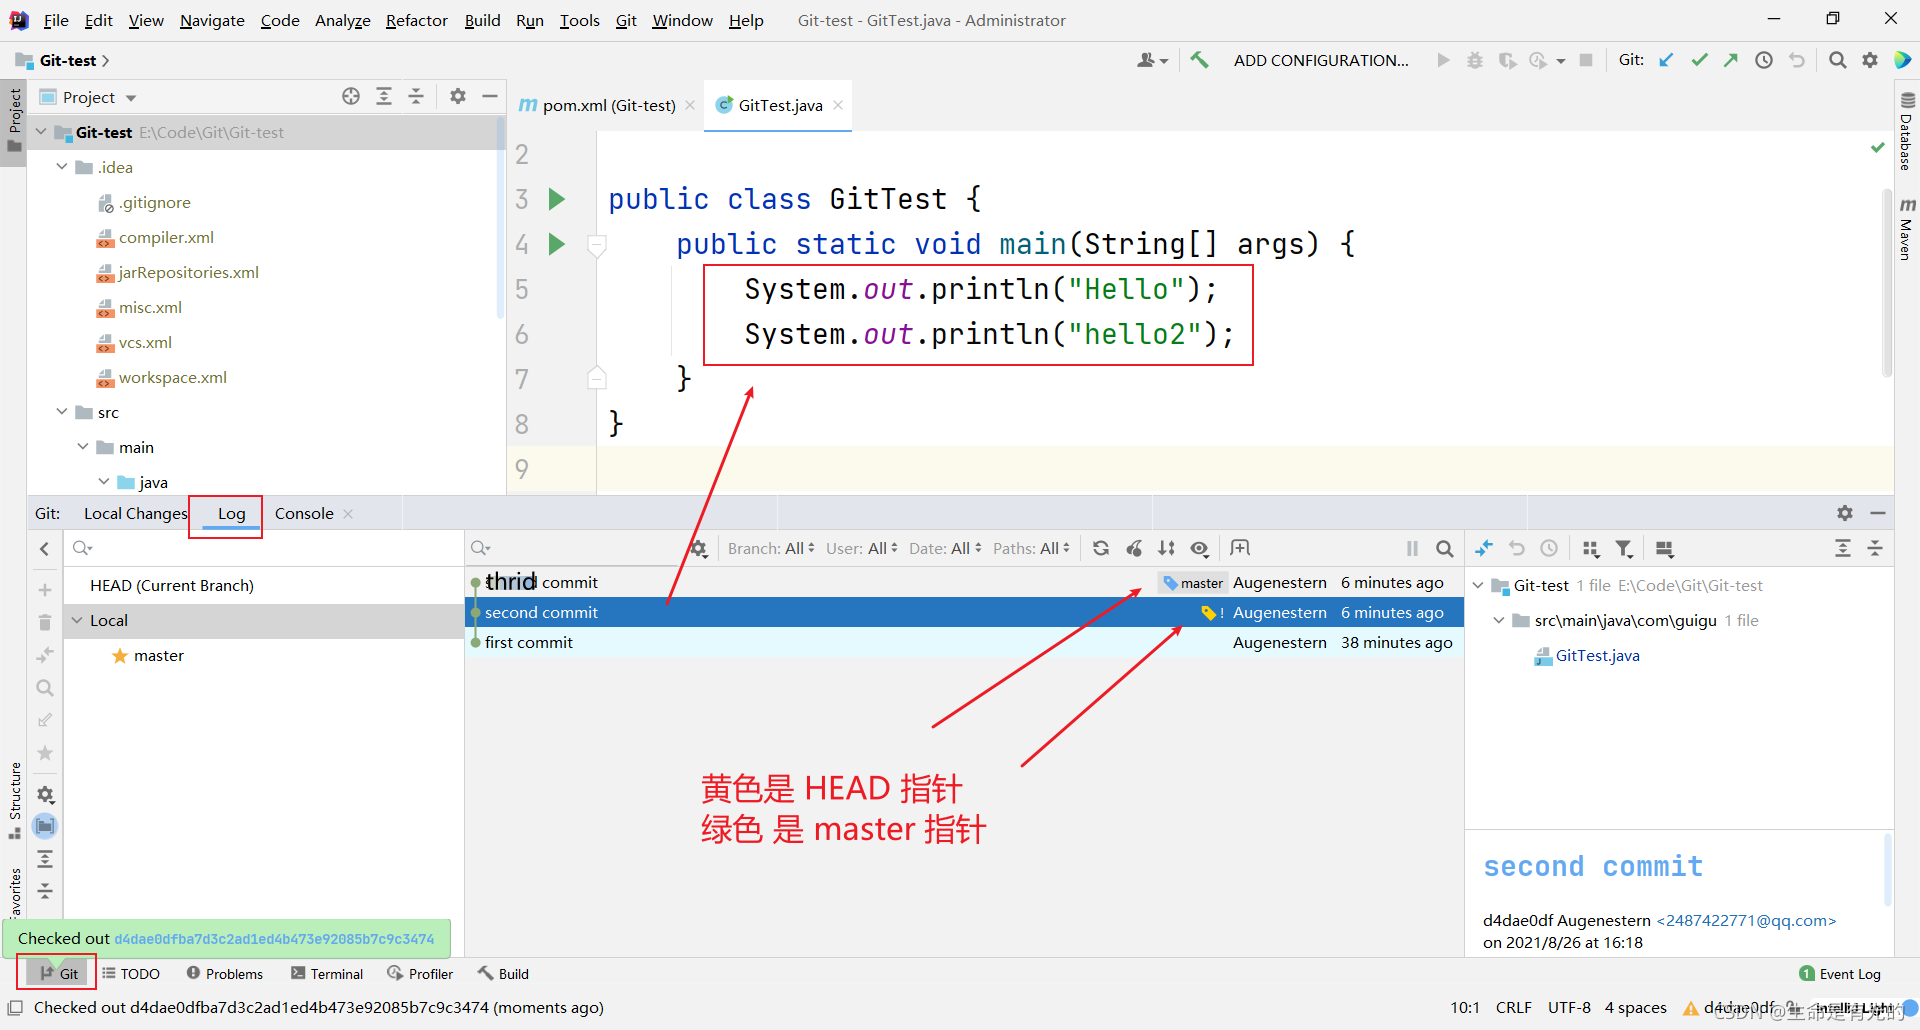 File Edit View Navigate Code Analyze Refactor Build Run Tools Git Window Help Git-test - GitTest.java - Administrator
Git-test
ADD CONFIGURATION... Git:
Project
Project
pom.xml (Git-test)
GitTest.java
Git-test E:\Code\Git\Git-test
.idea
.gitignore
compiler.xml
jarRepositories.xml
misc.xml
vcs.xml
workspace.xml
src
main
java
2
3 public class GitTest {
4 public static void main(String[] args) {
5 System.out.println("Hello");
6 System.out.println("hello2");
7 }
8 }
9
Database
m Maven
Git: Local Changes Log Console
Branch: All User: All Date: All Paths: All
HEAD (Current Branch)
Local
master
thrid commit master Augenestern 6 minutes ago
second commit ! Augenestern 6 minutes ago
first commit Augenestern 38 minutes ago
黄色是 HEAD 指针
绿色 是 master 指针
Git-test 1 file E:\Code\Git\Git-test
src\main\java\com\guigu 1 file
GitTest.java
second commit
d4dae0df Augenestern <2487422771@qq.com>
on 2021/8/26 at 16:18
Structure
Checked out d4dae0dfba7d3c2ad1ed4b473e92085b7c9c3474
Git TODO Problems Terminal Profiler Build
1 Event Log
Checked out d4dae0dfba7d3c2ad1ed4b473e92085b7c9c3474 (moments ago)
10:1 CRLF UTF-8 4 spaces d4dae0df
CSDN @生命是有光的